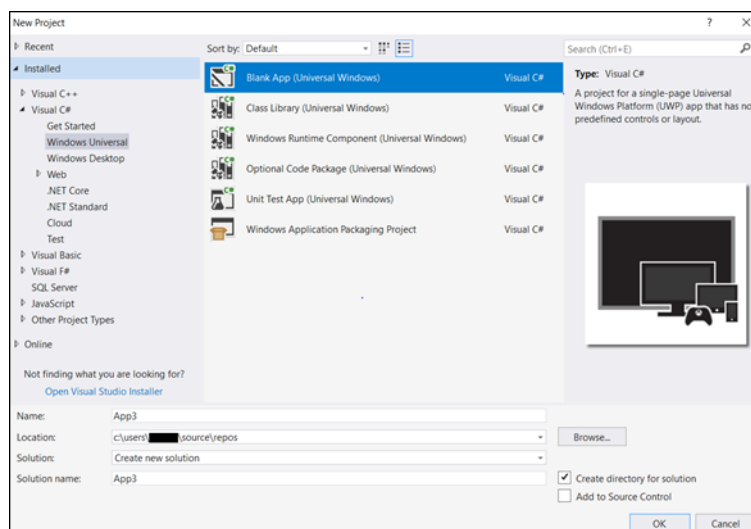 New Project
? X
Recent
Installed
Visual C++
Visual C#
Get Started
Windows Universal
Windows Desktop
Web
.NET Core
.NET Standard
Cloud
Test
Visual Basic
Visual F#
SQL Server
JavaScript
Other Project Types
Online
Not finding what you are looking for?
Open Visual Studio Installer
Sort by: Default
Blank App (Universal Windows) Visual C#
Class Library (Universal Windows) Visual C#
Windows Runtime Component (Universal Windows) Visual C#
Optional Code Package (Universal Windows) Visual C#
Unit Test App (Universal Windows) Visual C#
Windows Application Packaging Project Visual C#
Search (Ctrl+E)
Type: Visual C#
A project for a single-page Universal
Windows Platform (UWP) app that has no
predefined controls or layout.
Name: App3
Location: c:\users\ \source\repos
Browse...
Solution: Create new solution
Solution name: App3
Create directory for solution
Add to Source Control
OK Cancel